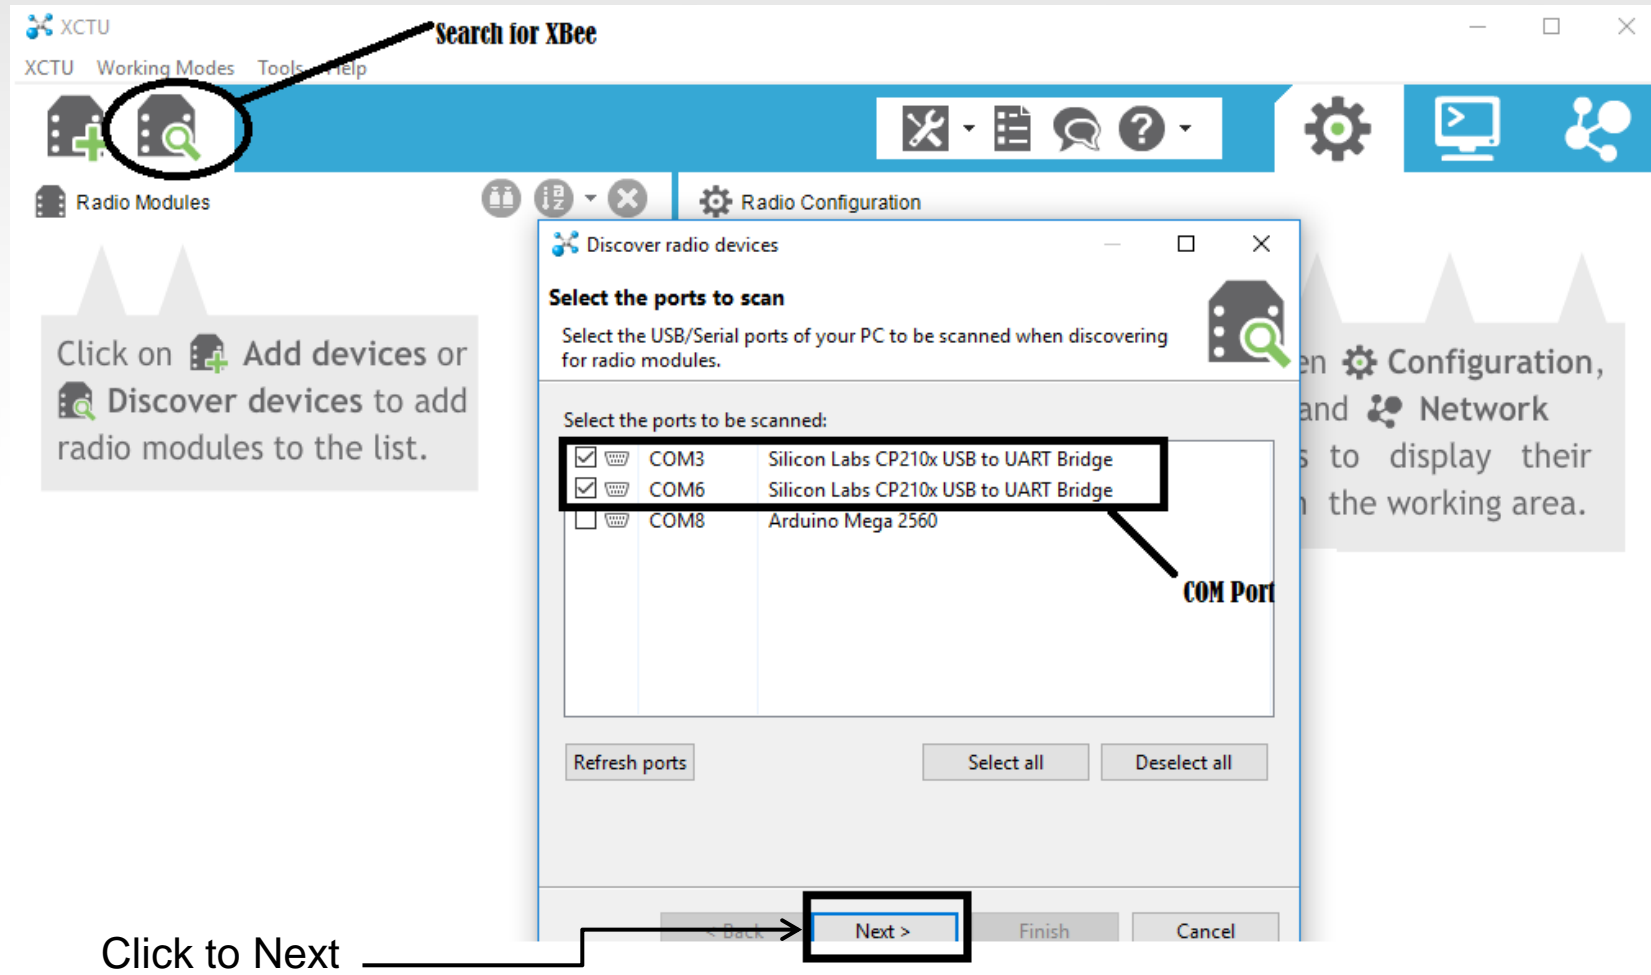 XCTU
Search for XBee
XCTU Working Modes Tools Help
Radio Modules
Radio Configuration
Discover radio devices
Select the ports to scan
Select the USB/Serial ports of your PC to be scanned when discovering
for radio modules.
Click on Add devices or
Discover devices to add
radio modules to the list.
Configuration,
and Network
to display their
the working area.
Select the ports to be scanned:
COM3 Silicon Labs CP210x USB to UART Bridge
COM6 Silicon Labs CP210x USB to UART Bridge
COM8 Arduino Mega 2560
COM Port
Refresh ports Select all Deselect all
< Back Next > Finish Cancel
Click to Next